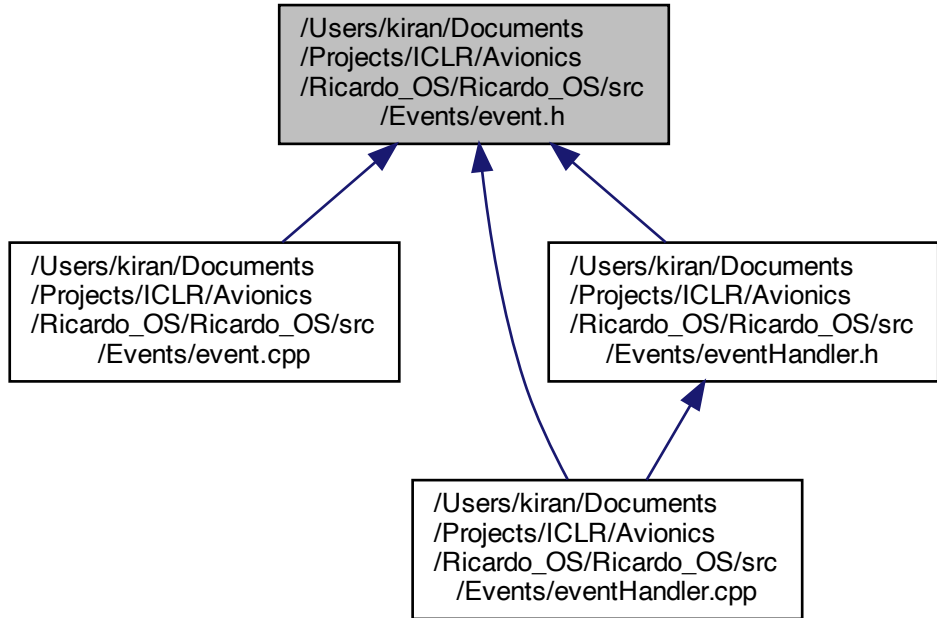 /Users/kiran/Documents
/Projects/ICLR/Avionics
/Ricardo_OS/Ricardo_OS/src
/Events/event.h
/Users/kiran/Documents
/Projects/ICLR/Avionics
/Ricardo_OS/Ricardo_OS/src
/Events/event.cpp
/Users/kiran/Documents
/Projects/ICLR/Avionics
/Ricardo_OS/Ricardo_OS/src
/Events/eventHandler.h
/Users/kiran/Documents
/Projects/ICLR/Avionics
/Ricardo_OS/Ricardo_OS/src
/Events/eventHandler.cpp